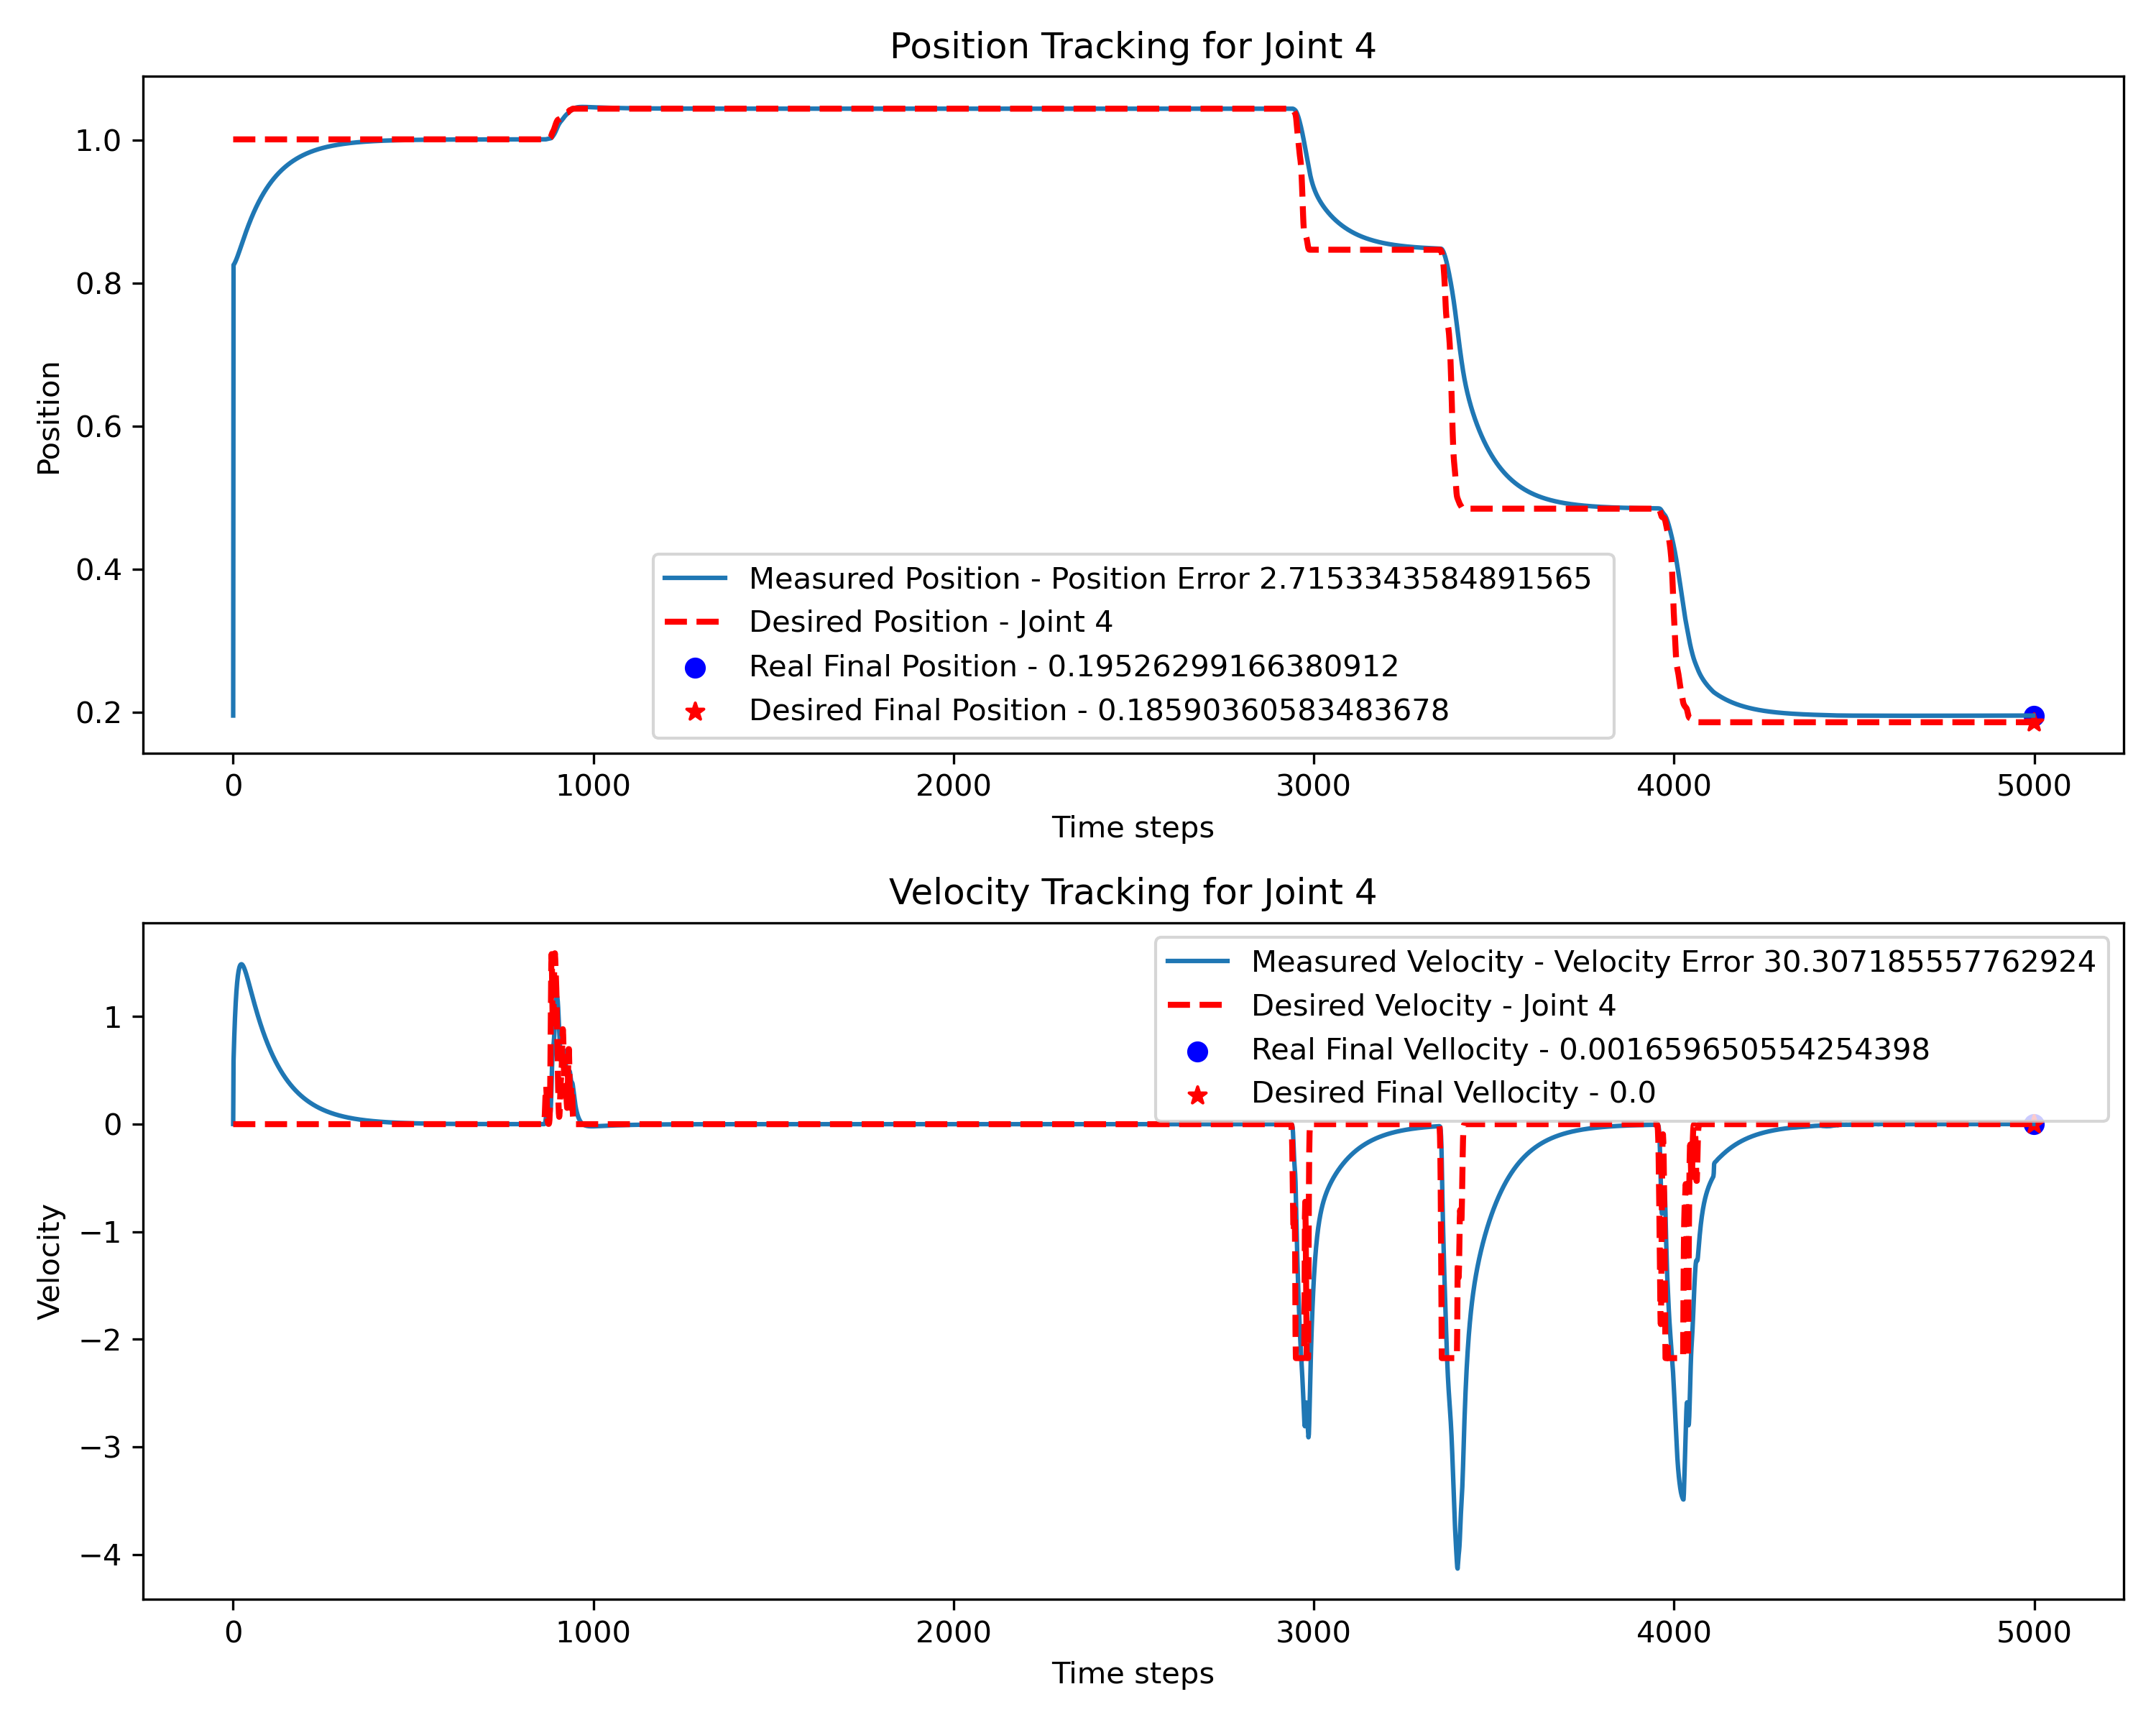 Position Tracking for Joint 4
Position
1.0
0.8
0.6
0.4
0.2
Measured Position - Position Error 2.7153343584891565
Desired Position - Joint 4
Real Final Position - 0.19526299166380912
Desired Final Position - 0.18590360583483678
0 1000 2000 3000 4000 5000
Time steps
Velocity Tracking for Joint 4
Velocity
1
0
−1
−2
−3
−4
Measured Velocity - Velocity Error 30.307185557762924
Desired Velocity - Joint 4
Real Final Vellocity - 0.001659650554254398
Desired Final Vellocity - 0.0
0 1000 2000 3000 4000 5000
Time steps